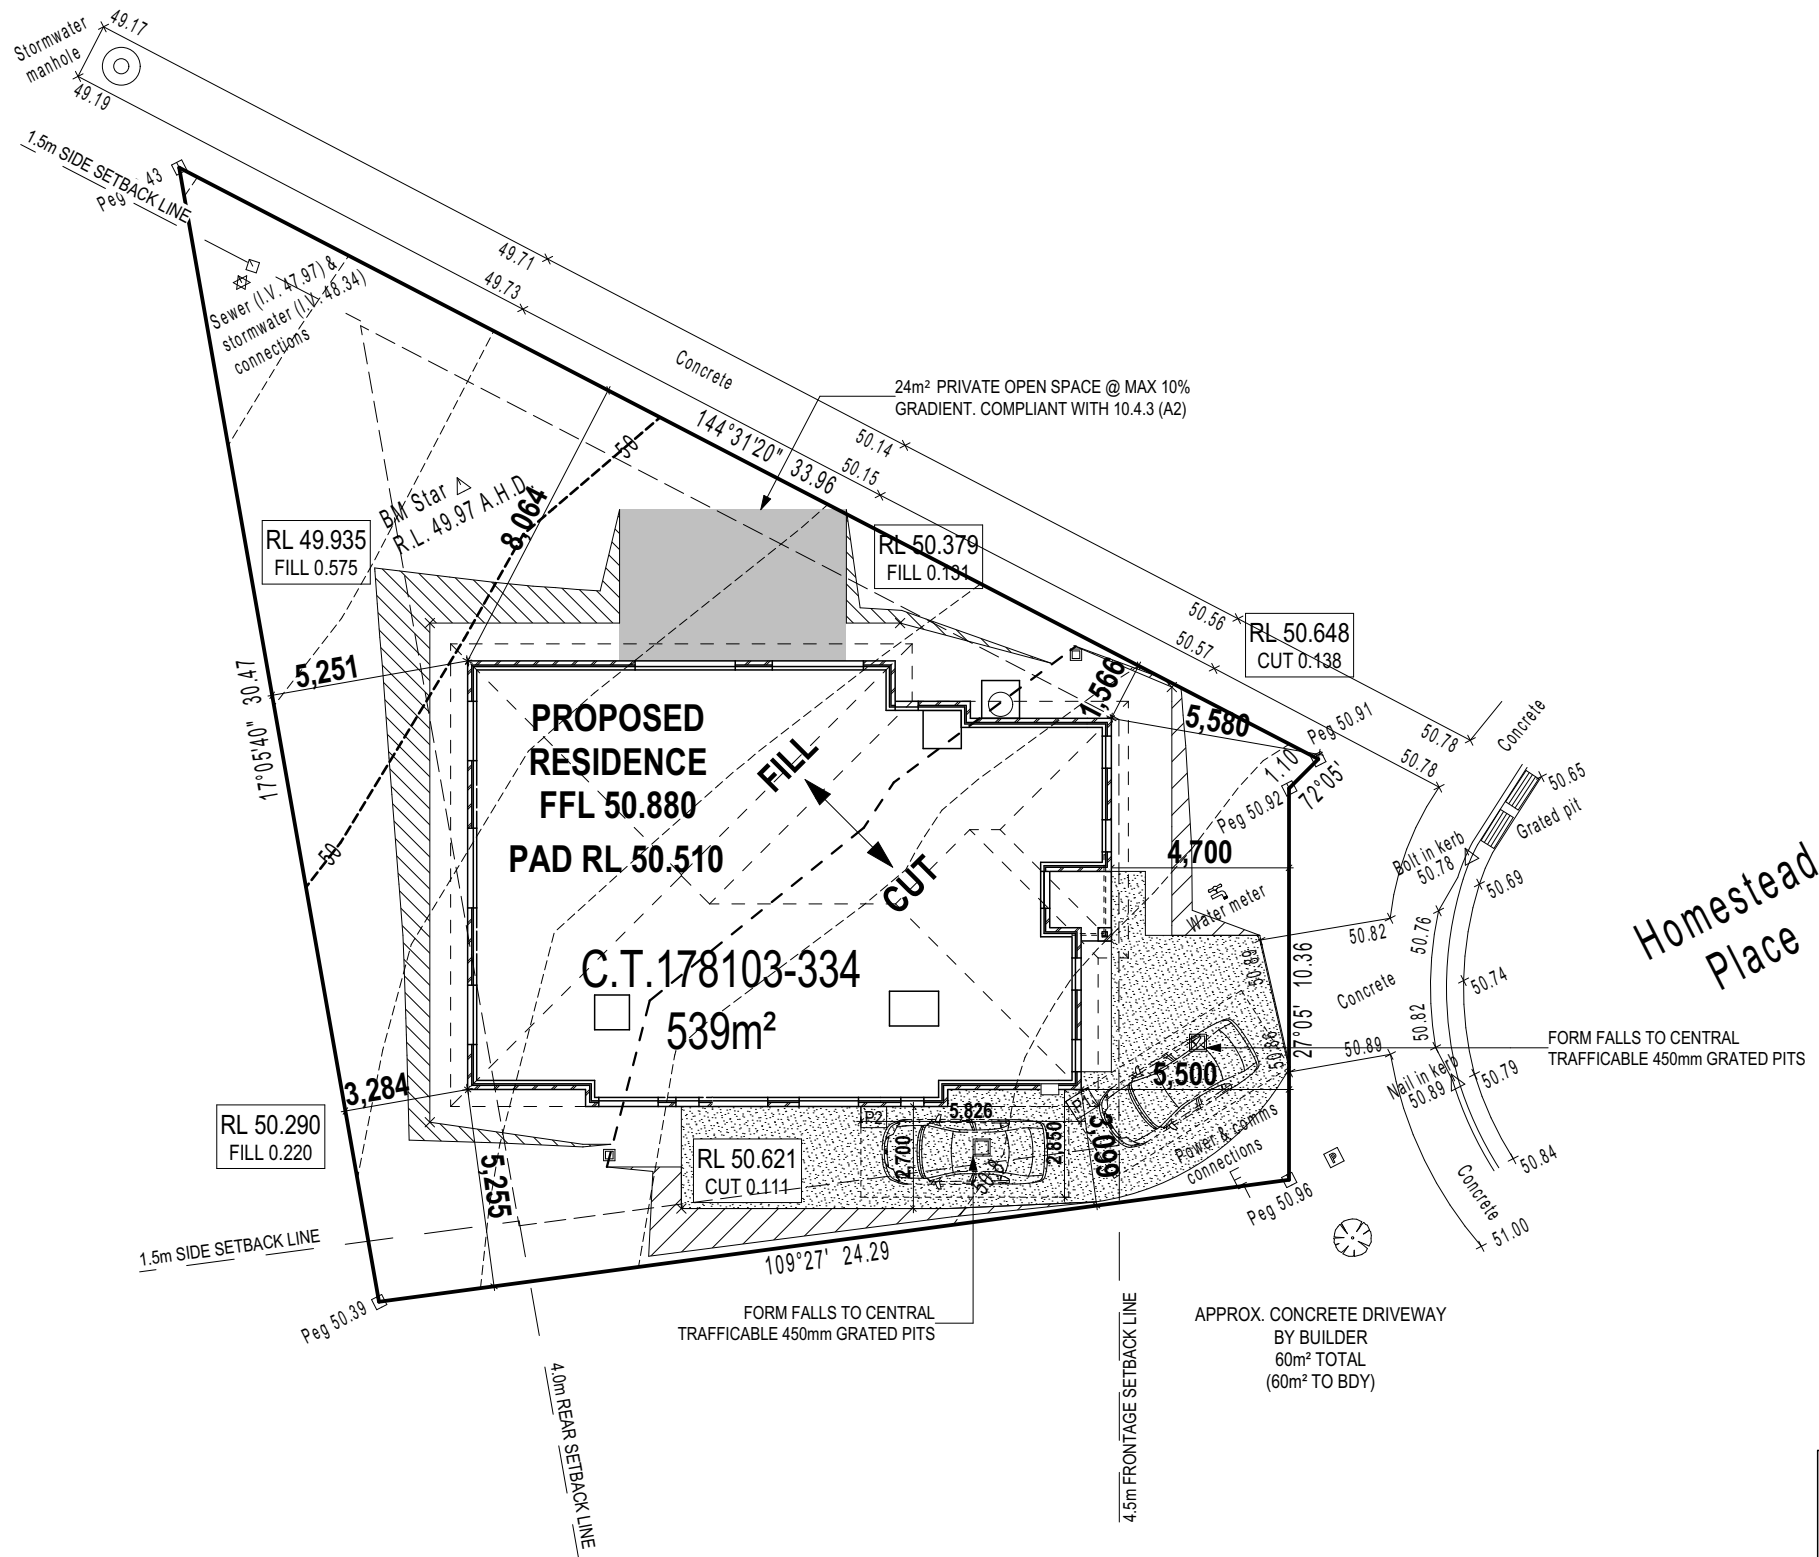 49.17
Stormwater
manhole
49.19
1.5m SIDE SETBACK LINE
Peg 43
49.71
49.73
Sewer (I.V. 47.97) &
stormwater (I.V. 48.34)
connections
Concrete
24m² PRIVATE OPEN SPACE @ MAX 10%
GRADIENT. COMPLIANT WITH 10.4.3 (A2)
144°31'20" 33.96
50.14
50.15
50
BM Star
R.L. 49.97 A.H.D.
8,064
RL 49.935
FILL 0.575
RL 50.379
FILL 0.131
50.56
50.57
RL 50.648
CUT 0.138
17°05'40" 30.47
5,251
1,566
5,580
Peg 50.91
50.78
Concrete
50.78
1.10
72°05'
50.65
Grated pit
PROPOSED
RESIDENCE
FFL 50.880
PAD RL 50.510
FILL
CUT
Peg 50.92
4,700
Bolt in kerb
50.78
50.69
50
Water meter
50.82
50.76
Homestead
Place
C.T.178103-334
539m²
50.89
27°05' 10.36
Concrete
50.74
50.82
50.86
50.89
FORM FALLS TO CENTRAL
TRAFFICABLE 450mm GRATED PITS
Nail in kerb
50.89
50.79
3,284
5,500
RL 50.290
FILL 0.220
P2
5,826
P1
3,099
2,700
2,850
Power & comms
connections
50.84
RL 50.621
CUT 0.111
5,255
Peg 50.96
Concrete
51.00
1.5m SIDE SETBACK LINE
109°27' 24.29
Peg 50.39
FORM FALLS TO CENTRAL
TRAFFICABLE 450mm GRATED PITS
4.0m REAR SETBACK LINE
4.5m FRONTAGE SETBACK LINE
APPROX. CONCRETE DRIVEWAY
BY BUILDER
60m² TOTAL
(60m² TO BDY)